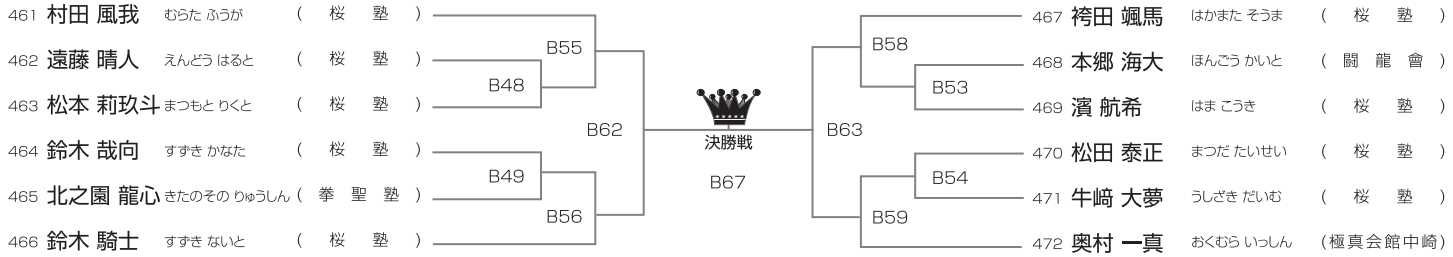 461 村田 風我 むらた ふうが ( 桜 塾 )
462 遠藤 晴人 えんどう はると ( 桜 塾 )
463 松本 莉玖斗 まつもと りくと ( 桜 塾 )
464 鈴木 哉向 すずき かなた ( 桜 塾 )
465 北之園 龍心 きたのその りゅうしん ( 拳 聖 塾 )
466 鈴木 騎士 すずき ないと ( 桜 塾 )
B55
B48
B62
B49
B56
決勝戦
B67
B58
B53
B63
B54
B59
467 袴田 颯馬 はかまた そうま ( 桜 塾 )
468 本郷 海大 ほんごう かいと ( 闘 龍 會 )
469 濱 航希 はま こうき ( 桜 塾 )
470 松田 泰正 まつだ たいせい ( 桜 塾 )
471 牛﨑 大夢 うしざき だいむ ( 桜 塾 )
472 奥村 一真 おくむら いっしん (極真会館中崎)